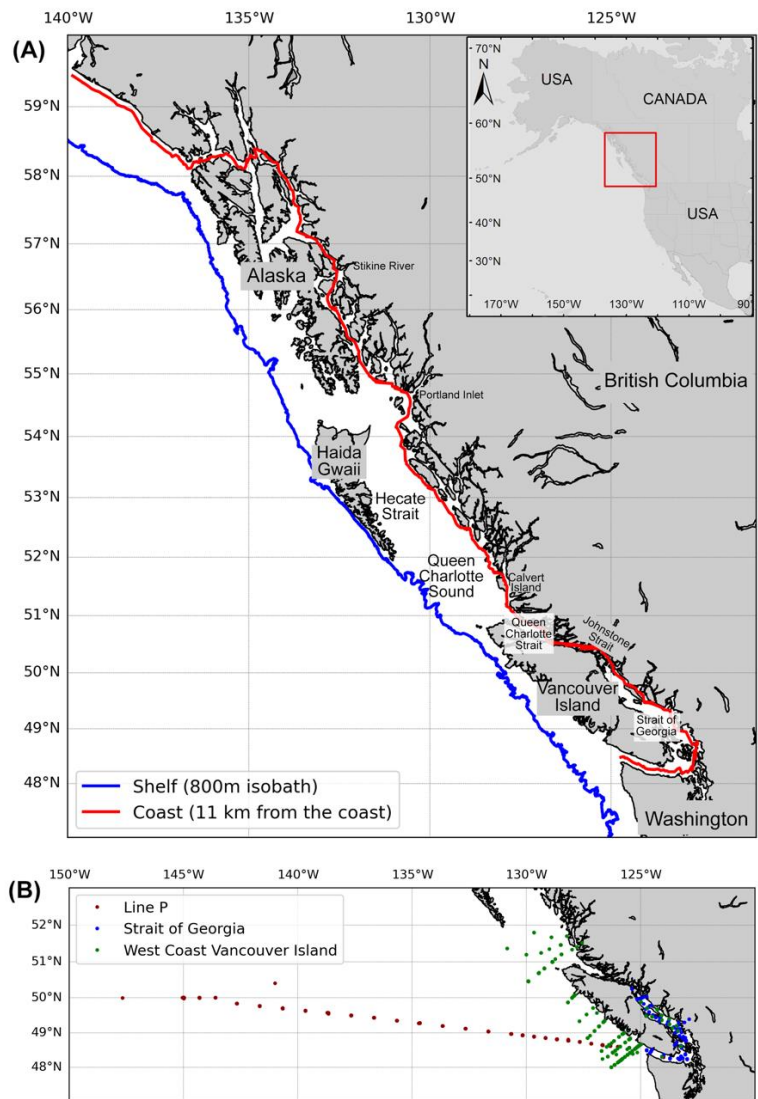 140°W 135°W 130°W 125°W
(A)
70°N
N
USA
CANADA
60°N
50°N
USA
40°N
30°N
170°W 150°W 130°W 110°W 90°
59°N
58°N
57°N
Stikine River
Alaska
56°N
55°N
British Columbia
Portland Inlet
54°N
Haida
Gwaii
53°N
Hecate
Strait
52°N
Queen
Charlotte
Sound
Calvert
Island
51°N
Queen
Charlotte
Strait
Johnstone
Strait
50°N
Vancouver
Island
Strait of
Georgia
49°N
48°N
Shelf (800m isobath)
Coast (11 km from the coast)
Washington
(B)
150°W 145°W 140°W 135°W 130°W 125°W
Line P
Strait of Georgia
West Coast Vancouver Island
52°N
51°N
50°N
49°N
48°N